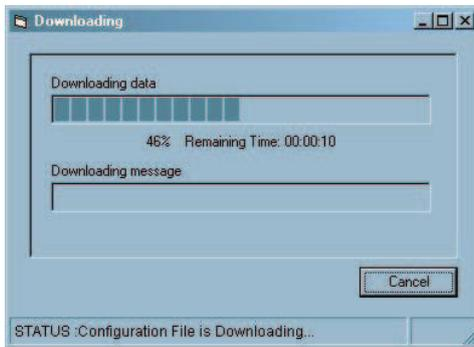 Downloading
Downloading data
46% Remaining Time: 00:00:10
Downloading message
Cancel
STATUS :Configuration File is Downloading...